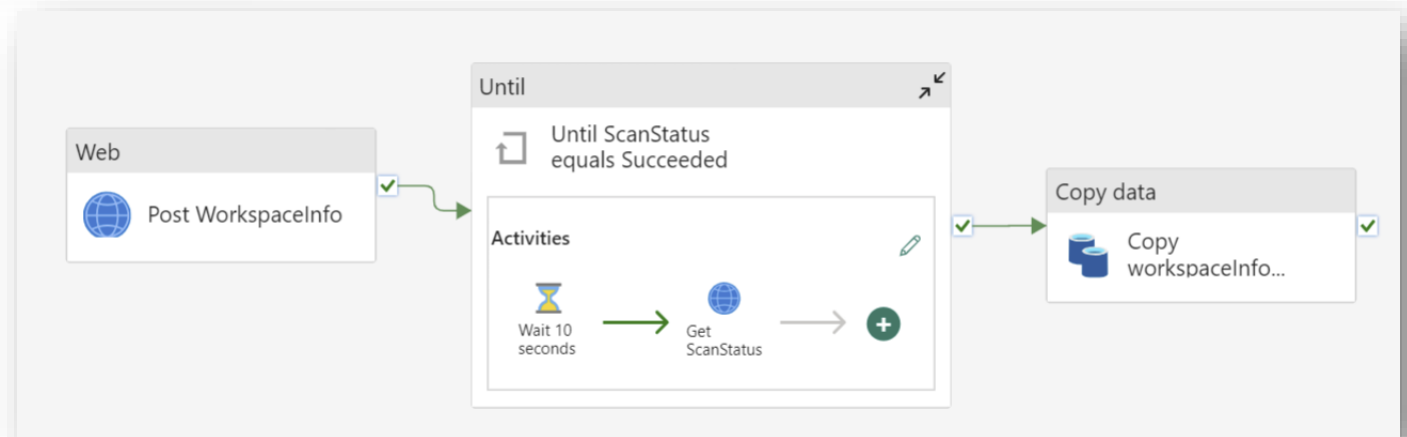 Web
Post WorkspaceInfo
Until
Until ScanStatus
equals Succeeded
Activities
Wait 10
seconds
Get
ScanStatus
Copy data
Copy
workspaceInfo...